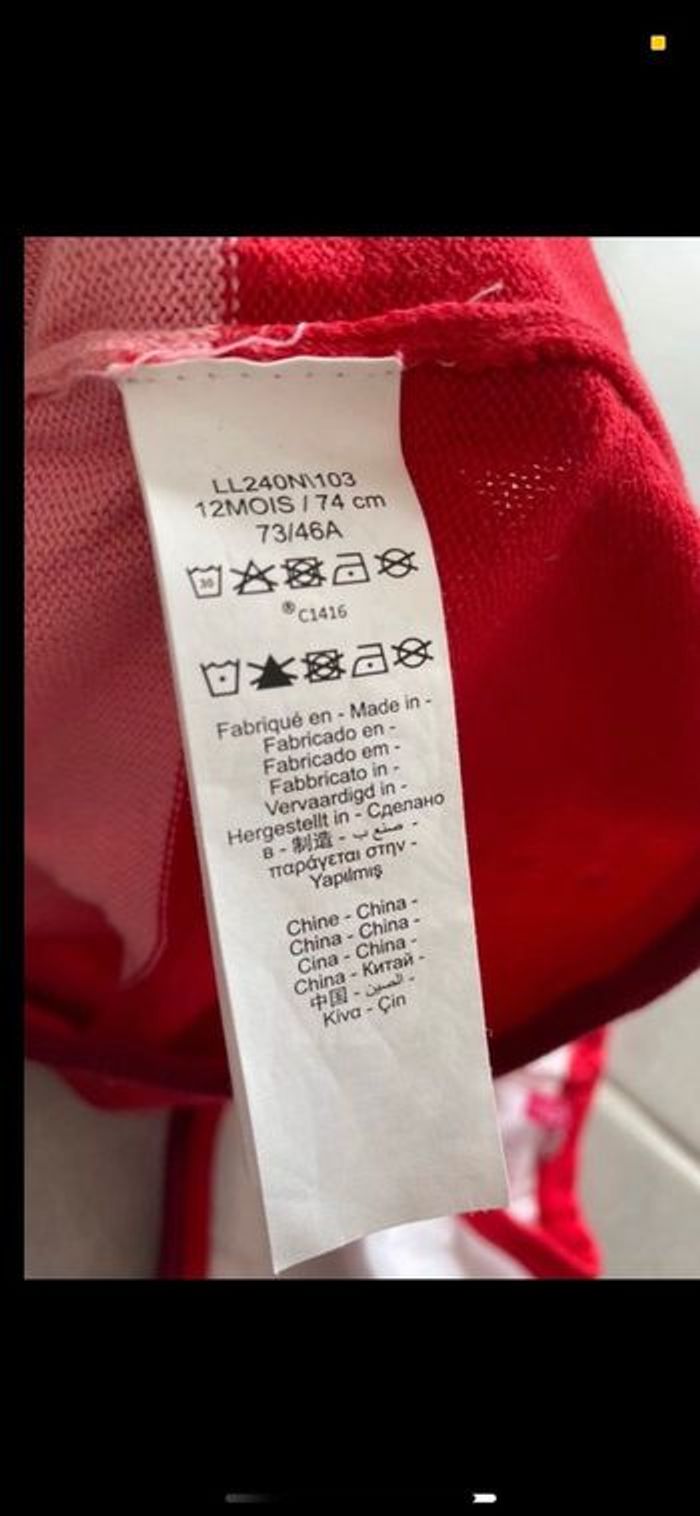 LL240N\103
12MOIS / 74 cm
73/46A
30
® C1416
Fabriqué en - Made in -
Fabricado en -
Fabricado em -
Fabbricato in -
Vervaardigd in -
Hergestellt in - Сделано
в - 制造 - صنع ب -
παράγεται στην -
Yapılmış
Chine - China -
China - China -
Cina - China -
China - Китай -
中国 - الصين -
Kίνα - Çin